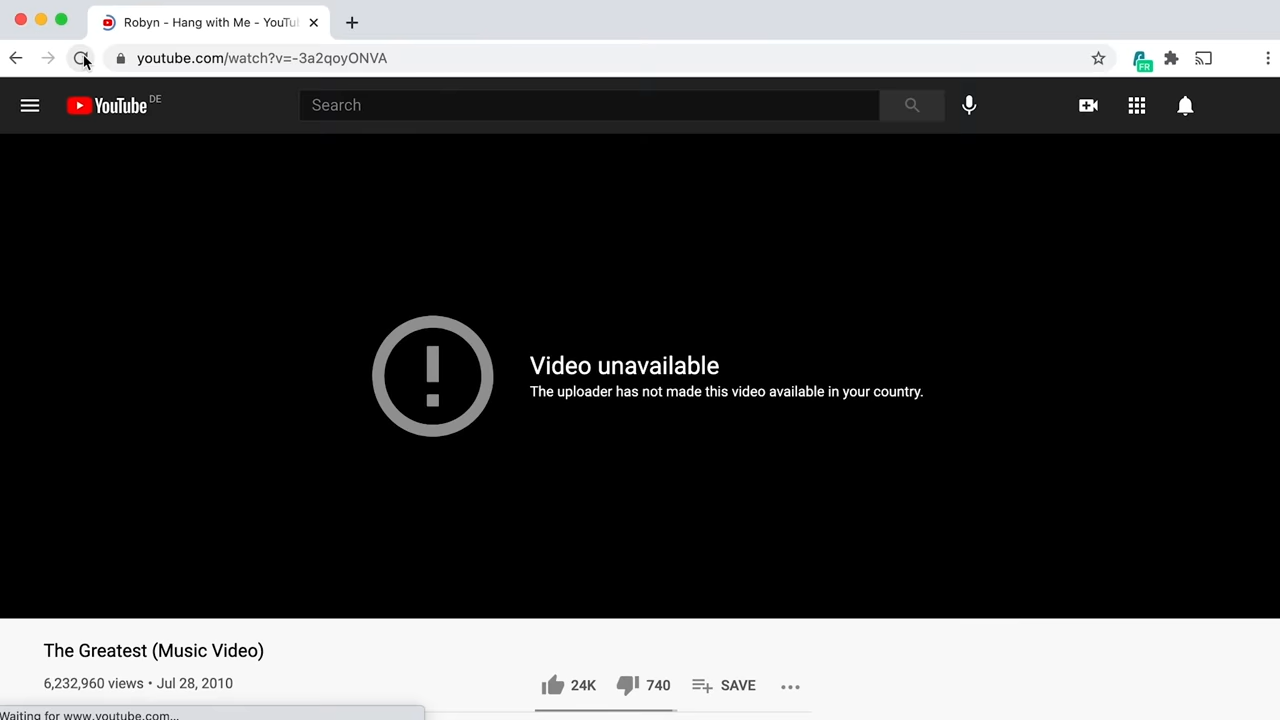 Robyn - Hang with Me - YouTu
youtube.com/watch?v=-3a2qoyONVA
FR
YouTube DE
Search
Video unavailable
The uploader has not made this video available in your country.
The Greatest (Music Video)
6,232,960 views • Jul 28, 2010
24K 740 SAVE
Waiting for www.youtube.com...